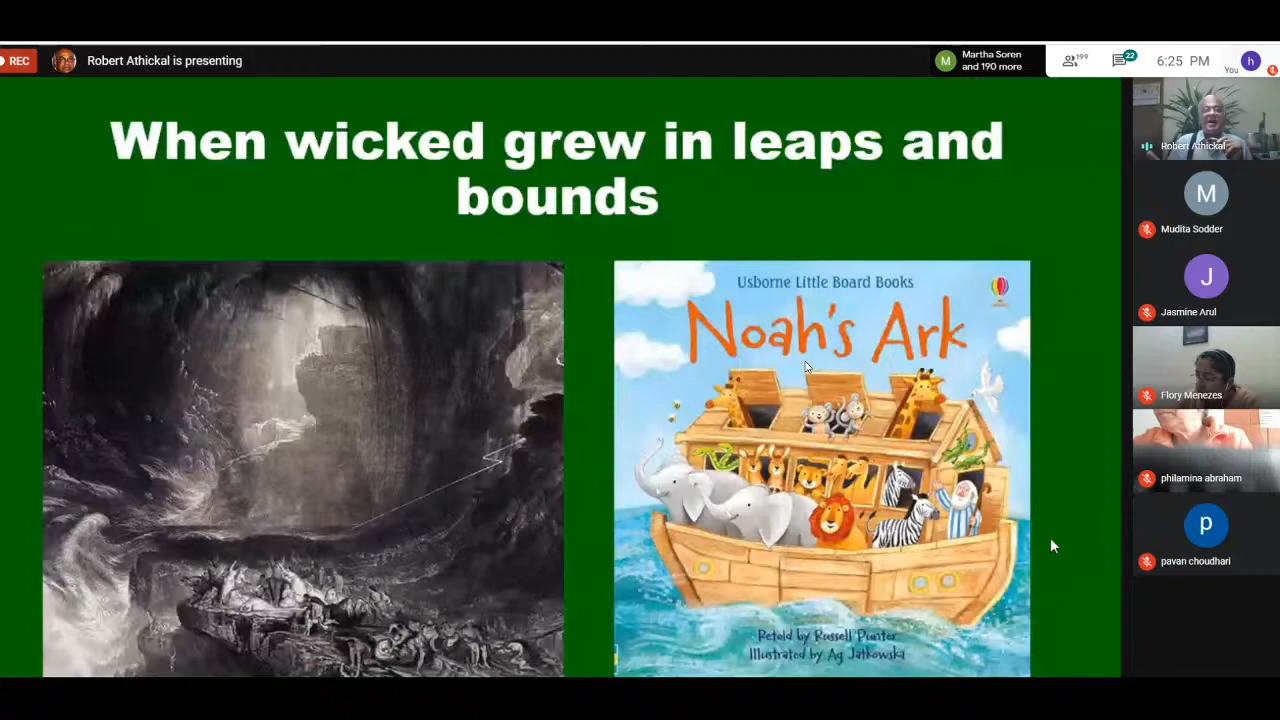 REC
Robert Athickal is presenting
M
Martha Soren
and 190 more
199
22
6:25 PM
You
h
When wicked grew in leaps and
bounds
Usborne Little Board Books
Noah's Ark
Retold by Russell Punter
Illustrated by Ag Jatkowska
Robert Athickal
M
Mudita Sodder
J
Jasmine Arul
Flory Menezes
philamina abraham
p
pavan choudhari